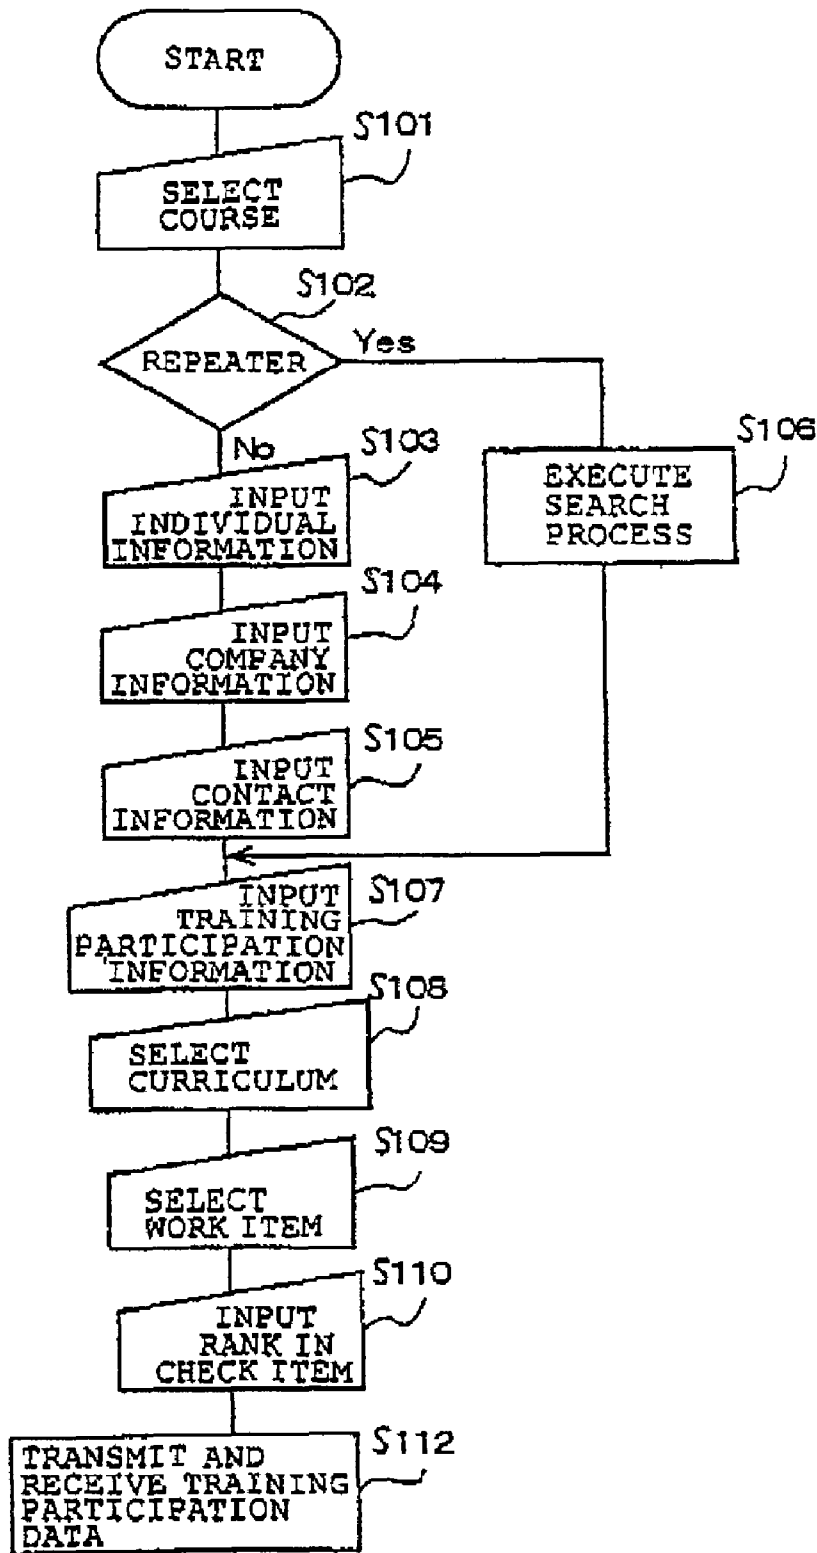 START
S101
SELECT
COURSE
S102
REPEATER
Yes
No
S103
INPUT
INDIVIDUAL
INFORMATION
S106
EXECUTE
SEARCH
PROCESS
S104
INPUT
COMPANY
INFORMATION
S105
INPUT
CONTACT
INFORMATION
S107
INPUT
TRAINING
PARTICIPATION
INFORMATION
S108
SELECT
CURRICULUM
S109
SELECT
WORK ITEM
S110
INPUT
RANK IN
CHECK ITEM
S112
TRANSMIT AND
RECEIVE TRAINING
PARTICIPATION
DATA